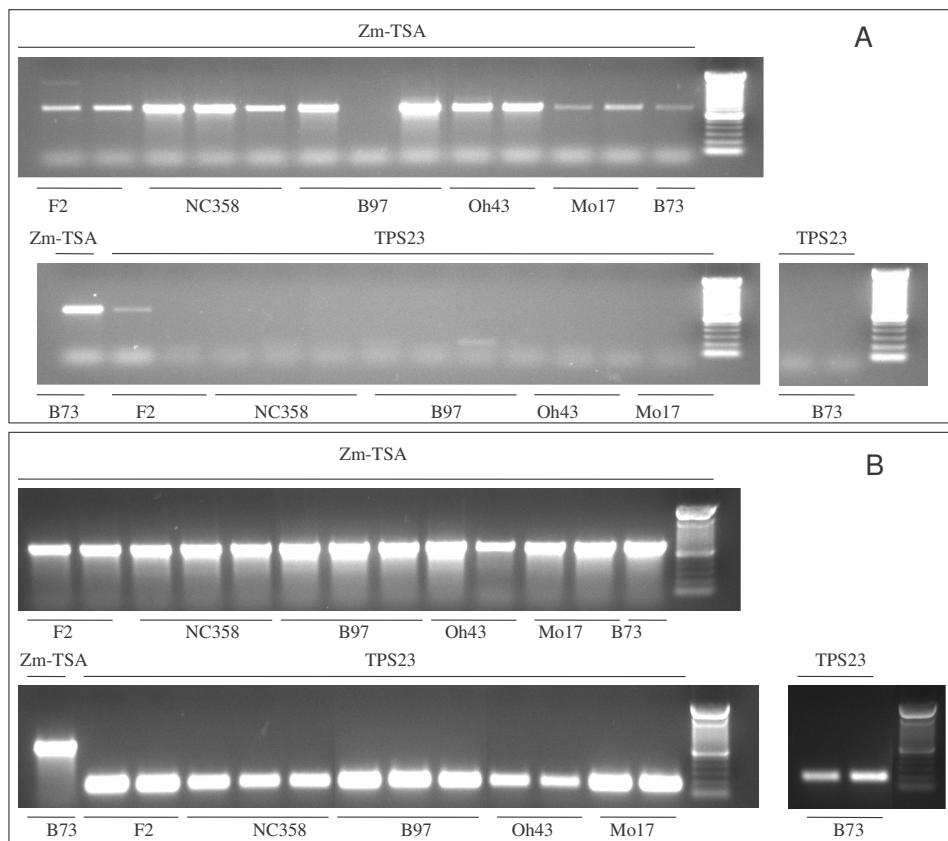 Zm-TSA
A
F2 NC358 B97 Oh43 Mo17 B73
Zm-TSA TPS23 TPS23
B73 F2 NC358 B97 Oh43 Mo17 B73
Zm-TSA
B
F2 NC358 B97 Oh43 Mo17 B73
Zm-TSA TPS23 TPS23
B73 F2 NC358 B97 Oh43 Mo17 B73